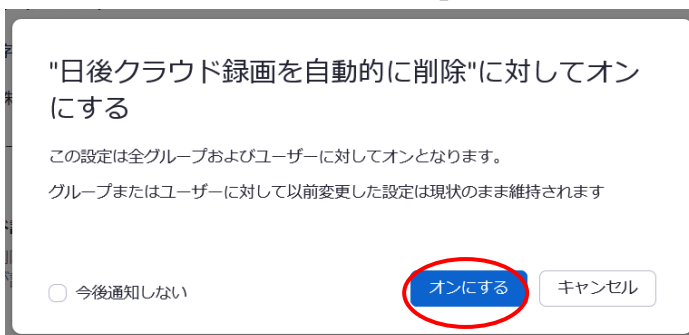 "日後クラウド録画を自動的に削除"に対してオン
にする
この設定は全グループおよびユーザーに対してオンとなります。
グループまたはユーザーに対して以前変更した設定は現状のまま維持されます
今後通知しない
オンにする
キャンセル